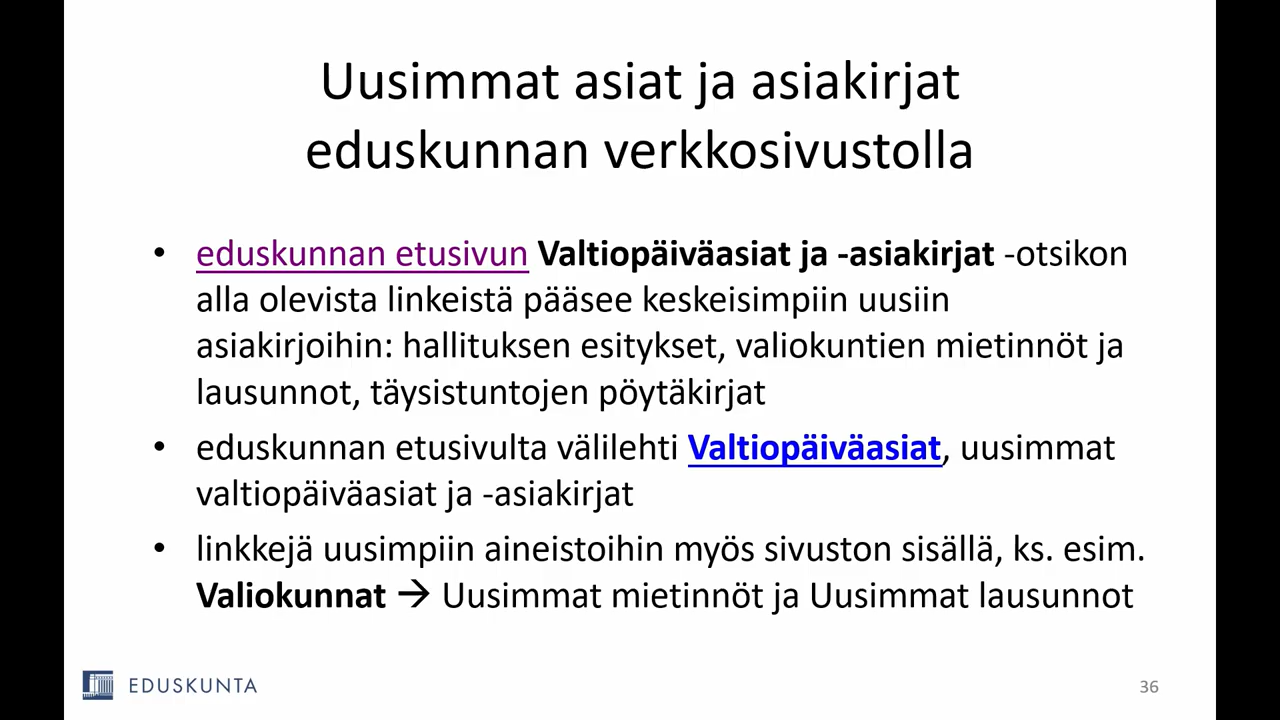 Uusimmat asiat ja asiakirjat
eduskunnan verkkosivustolla
• eduskunnan etusivun Valtiopäiväasiat ja -asiakirjat -otsikon
alla olevista linkeistä pääsee keskeisimpiin uusiin
asiakirjoihin: hallituksen esitykset, valiokuntien mietinnöt ja
lausunnot, täysistuntojen pöytäkirjat
• eduskunnan etusivulta välilehti Valtiopäiväasiat, uusimmat
valtiopäiväasiat ja -asiakirjat
• linkkejä uusimpiin aineistoihin myös sivuston sisällä, ks. esim.
Valiokunnat → Uusimmat mietinnöt ja Uusimmat lausunnot
EDUSKUNTA
36